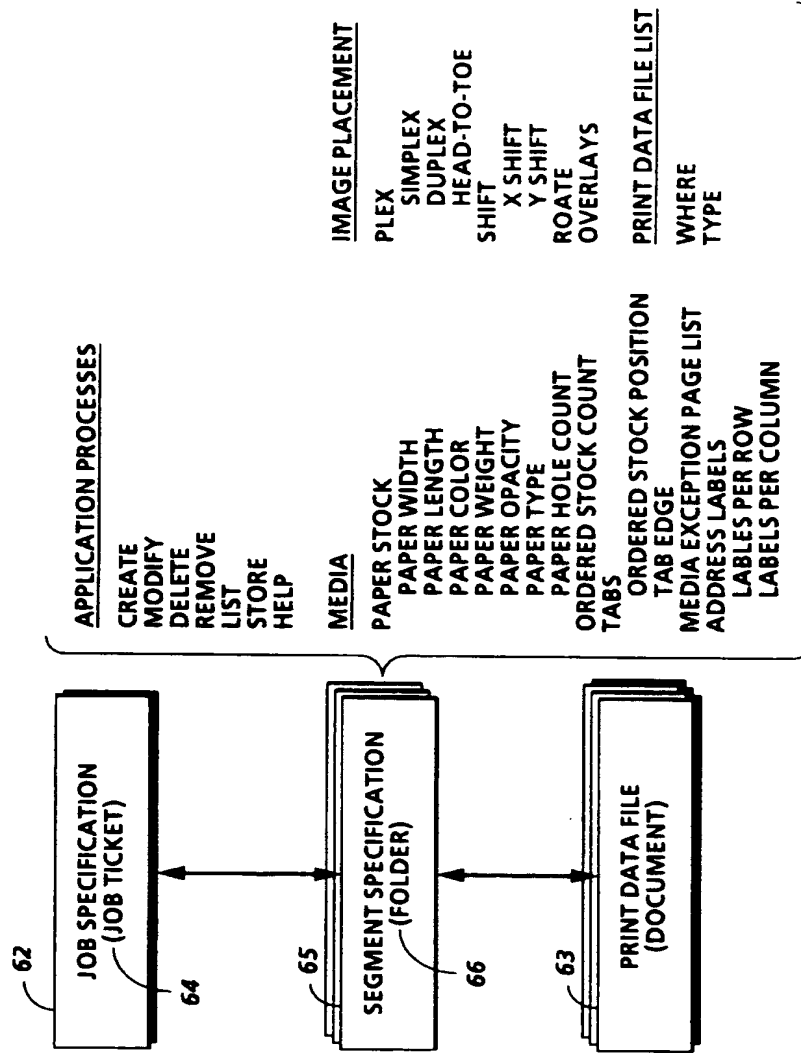 62
JOB SPECIFICATION
(JOB TICKET)
64
65
SEGMENT SPECIFICATION
(FOLDER)
66
63
PRINT DATA FILE
(DOCUMENT)
APPLICATION PROCESSES
CREATE
MODIFY
DELETE
REMOVE
LIST
STORE
HELP
MEDIA
PAPER STOCK
PAPER WIDTH
PAPER LENGTH
PAPER COLOR
PAPER WEIGHT
PAPER OPACITY
PAPER TYPE
PAPER HOLE COUNT
ORDERED STOCK COUNT
TABS
ORDERED STOCK POSITION
TAB EDGE
MEDIA EXCEPTION PAGE LIST
ADDRESS LABELS
LABLES PER ROW
LABELS PER COLUMN
IMAGE PLACEMENT
PLEX
SIMPLEX
DUPLEX
HEAD-TO-TOE
SHIFT
X SHIFT
Y SHIFT
ROATE
OVERLAYS
PRINT DATA FILE LIST
WHERE
TYPE